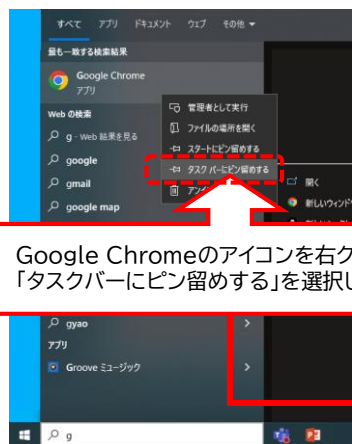 すべて アプリ ドキュメント ウェブ その他
最も一致する検索結果
Google Chrome
アプリ
Web の検索
g - Web 結果を見る
google
gmail
google map
管理者として実行
ファイルの場所を開く
スタートにピン留めする
タスク バーにピン留めする
開く
新しいウィンドウ
Google Chromeのアイコンを右ク
「タスクバーにピン留めする」を選択し
gyao
アプリ
Groove ミュージック
g